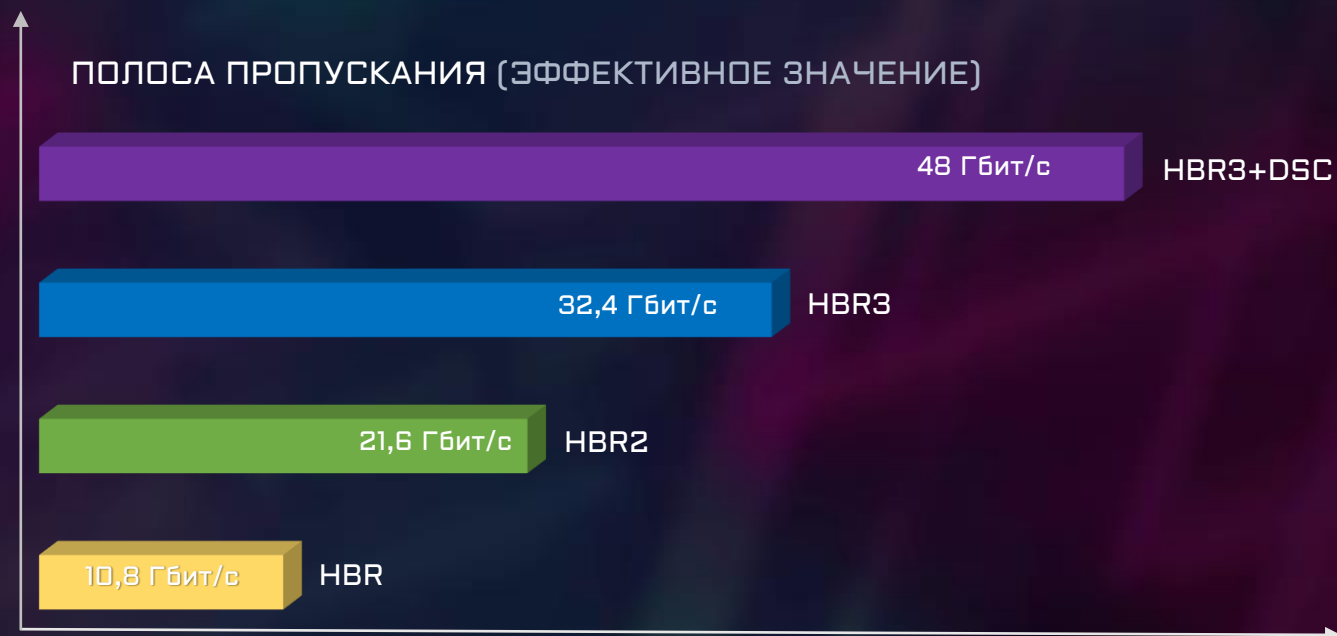 ПОЛОСА ПРОПУСКАНИЯ (ЭФФЕКТИВНОЕ ЗНАЧЕНИЕ)
48 Гбит/с HBR3+DSC
32,4 Гбит/с HBR3
21,6 Гбит/с HBR2
10,8 Гбит/с HBR